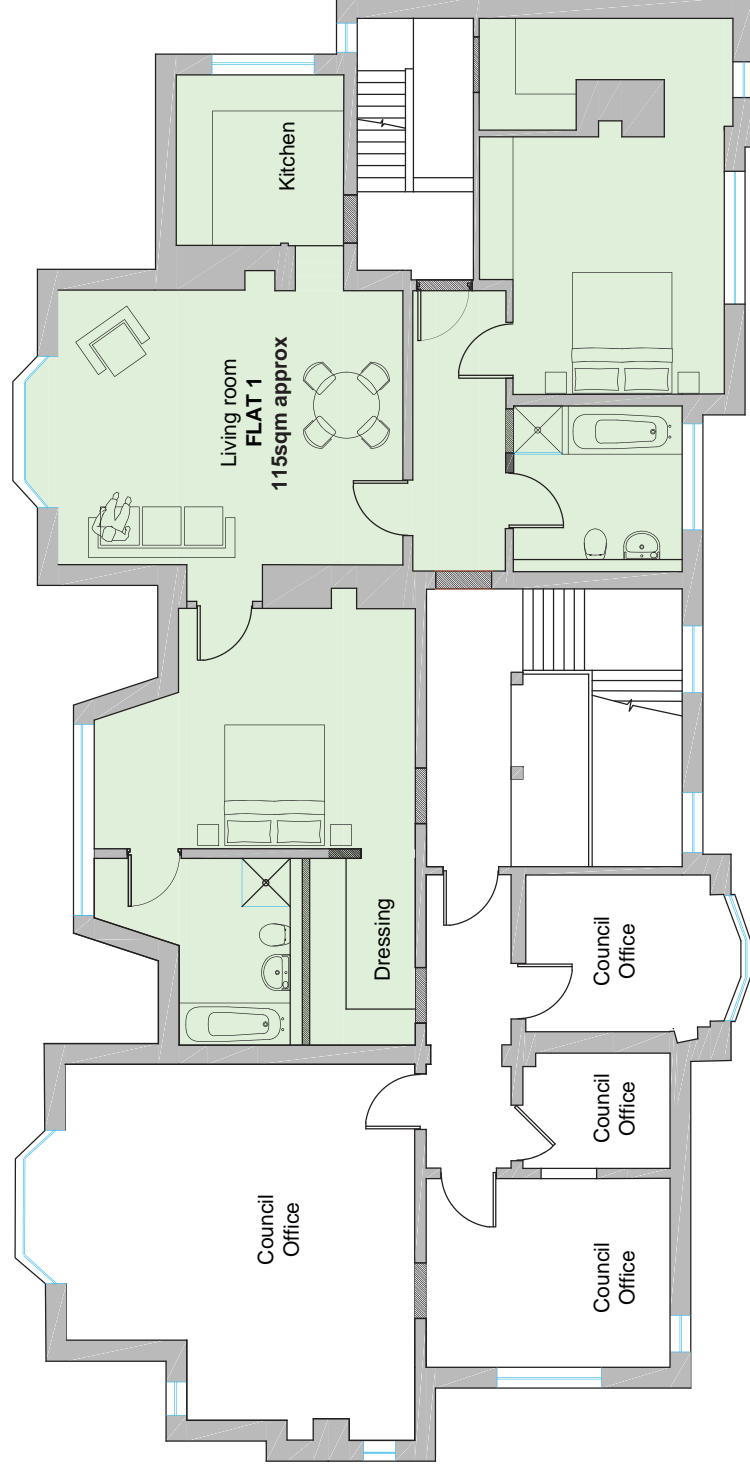 Kitchen
Living room
FLAT 1
115sqm approx
Dressing
Council
Office
Council
Office
Council
Office
Council
Office